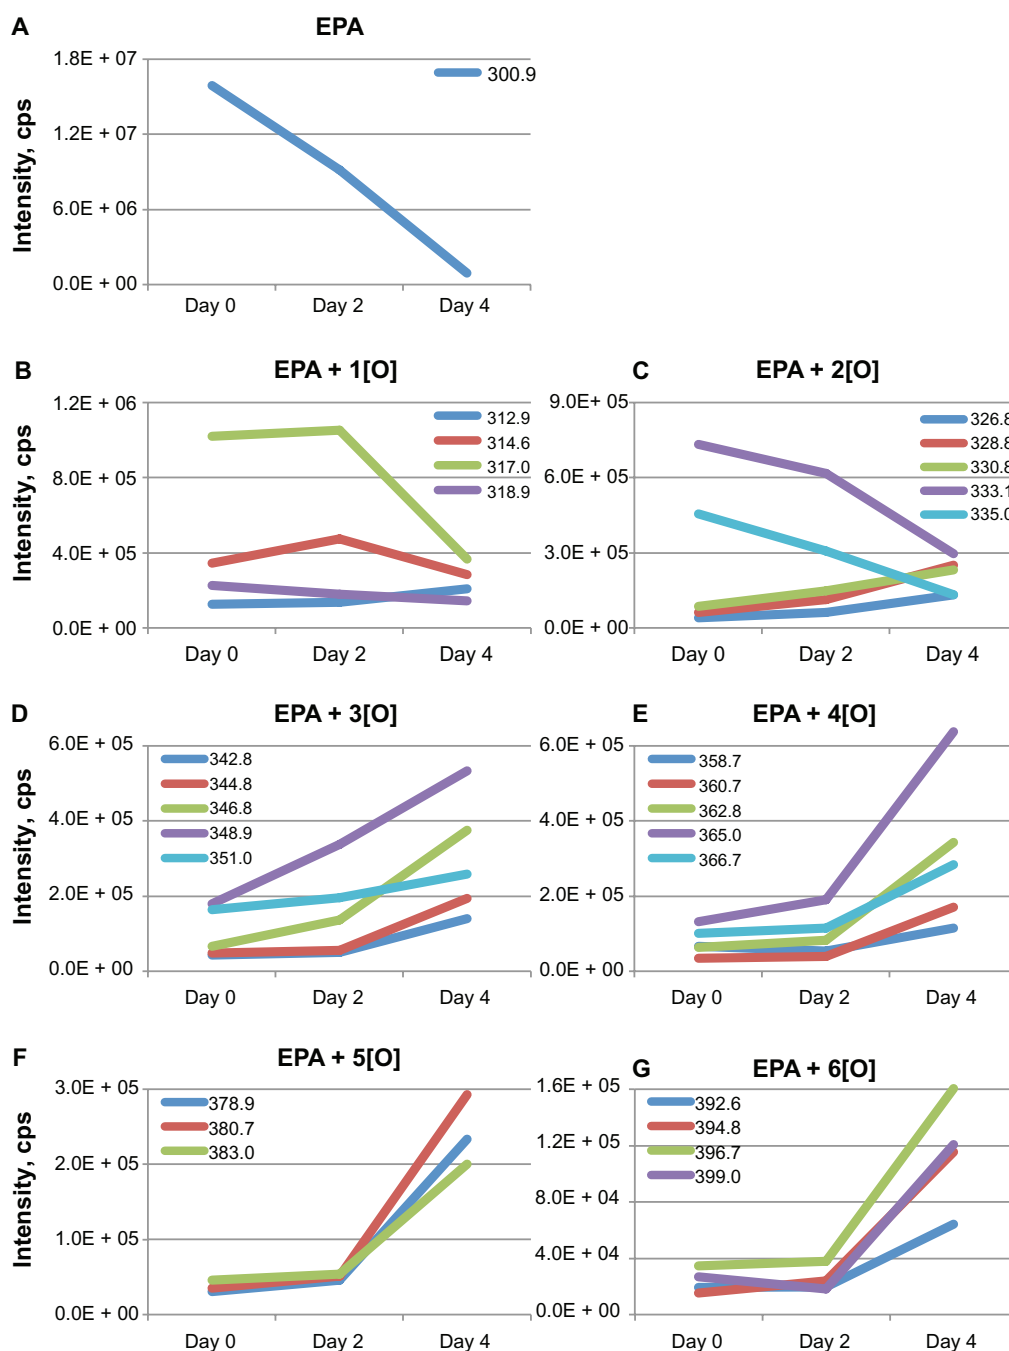 A
EPA
1.8E + 07
1.2E + 07
6.0E + 06
0.0E + 00
Intensity, cps
300.9
Day 0 Day 2 Day 4
B
EPA + 1[O]
1.2E + 06
8.0E + 05
4.0E + 05
0.0E + 00
Intensity, cps
312.9
314.6
317.0
318.9
Day 0 Day 2 Day 4
C
EPA + 2[O]
9.0E+ 05
6.0E + 05
3.0E + 05
0.0E + 00
326.8
328.8
330.8
333.1
335.0
Day 0 Day 2 Day 4
D
EPA + 3[O]
6.0E + 05
4.0E + 05
2.0E + 05
0.0E + 00
Intensity, cps
342.8
344.8
346.8
348.9
351.0
Day 0 Day 2 Day 4
E
EPA + 4[O]
6.0E + 05
4.0E + 05
2.0E + 05
0.0E + 00
358.7
360.7
362.8
365.0
366.7
Day 0 Day 2 Day 4
F
EPA + 5[O]
3.0E + 05
2.0E + 05
1.0E + 05
0.0E + 00
Intensity, cps
378.9
380.7
383.0
Day 0 Day 2 Day 4
G
EPA + 6[O]
1.6E + 05
1.2E + 05
8.0E + 04
4.0E + 04
0.0E + 00
392.6
394.8
396.7
399.0
Day 0 Day 2 Day 4